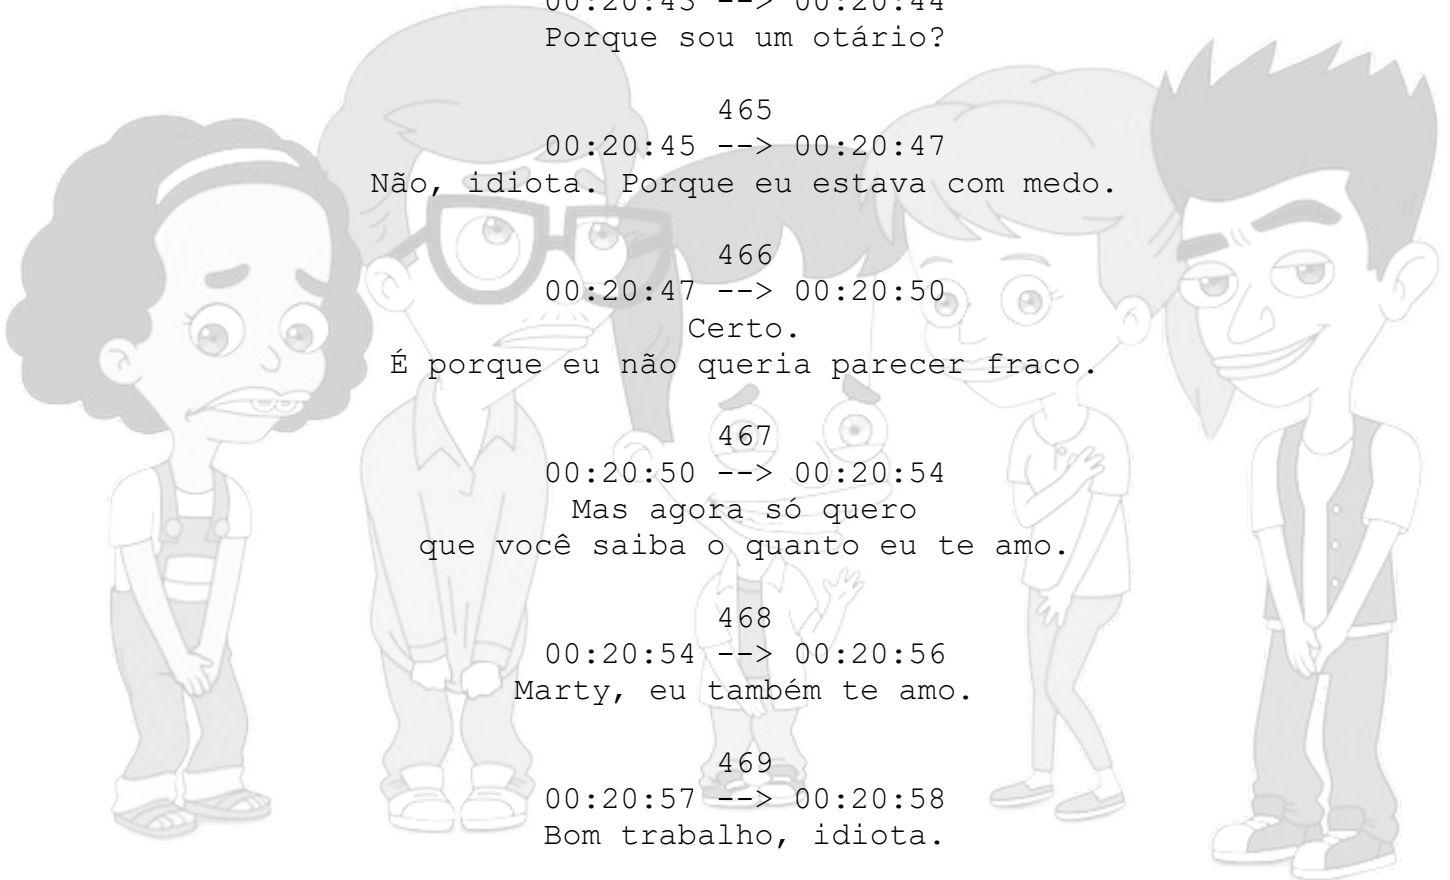 00:20:43 --> 00:20:44
Porque sou um otário?
465
00:20:45 --> 00:20:47
Não, idiota. Porque eu estava com medo.
466
00:20:47 --> 00:20:50
Certo.
É porque eu não queria parecer fraco.
467
00:20:50 --> 00:20:54
Mas agora só quero
que você saiba o quanto eu te amo.
468
00:20:54 --> 00:20:56
Marty, eu também te amo.
469
00:20:57 --> 00:20:58
Bom trabalho, idiota.